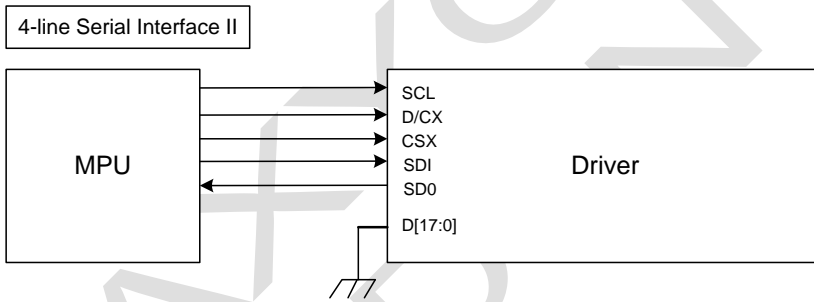 4-line Serial Interface II
MPU
Driver
SCL
D/CX
CSX
SDI
SD0
D[17:0]